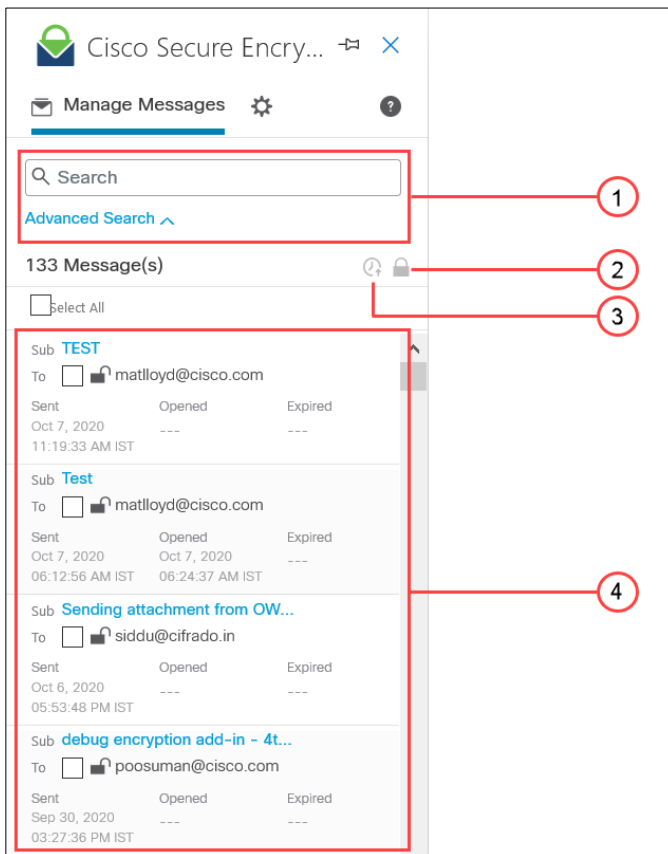 Cisco Secure Encry...
Manage Messages
?
Search
Advanced Search
1
133 Message(s)
2
3
Select All
Sub TEST
To matlloyd@cisco.com
Sent Opened Expired
Oct 7, 2020 --- ---
11:19:33 AM IST
Sub Test
To matlloyd@cisco.com
Sent Opened Expired
Oct 7, 2020 Oct 7, 2020 ---
06:12:56 AM IST 06:24:37 AM IST
4
Sub Sending attachment from OW...
To siddu@cifrado.in
Sent Opened Expired
Oct 6, 2020 --- ---
05:53:48 PM IST
Sub debug encryption add-in - 4t...
To poosuman@cisco.com
Sent Opened Expired
Sep 30, 2020 --- ---
03:27:36 PM IST